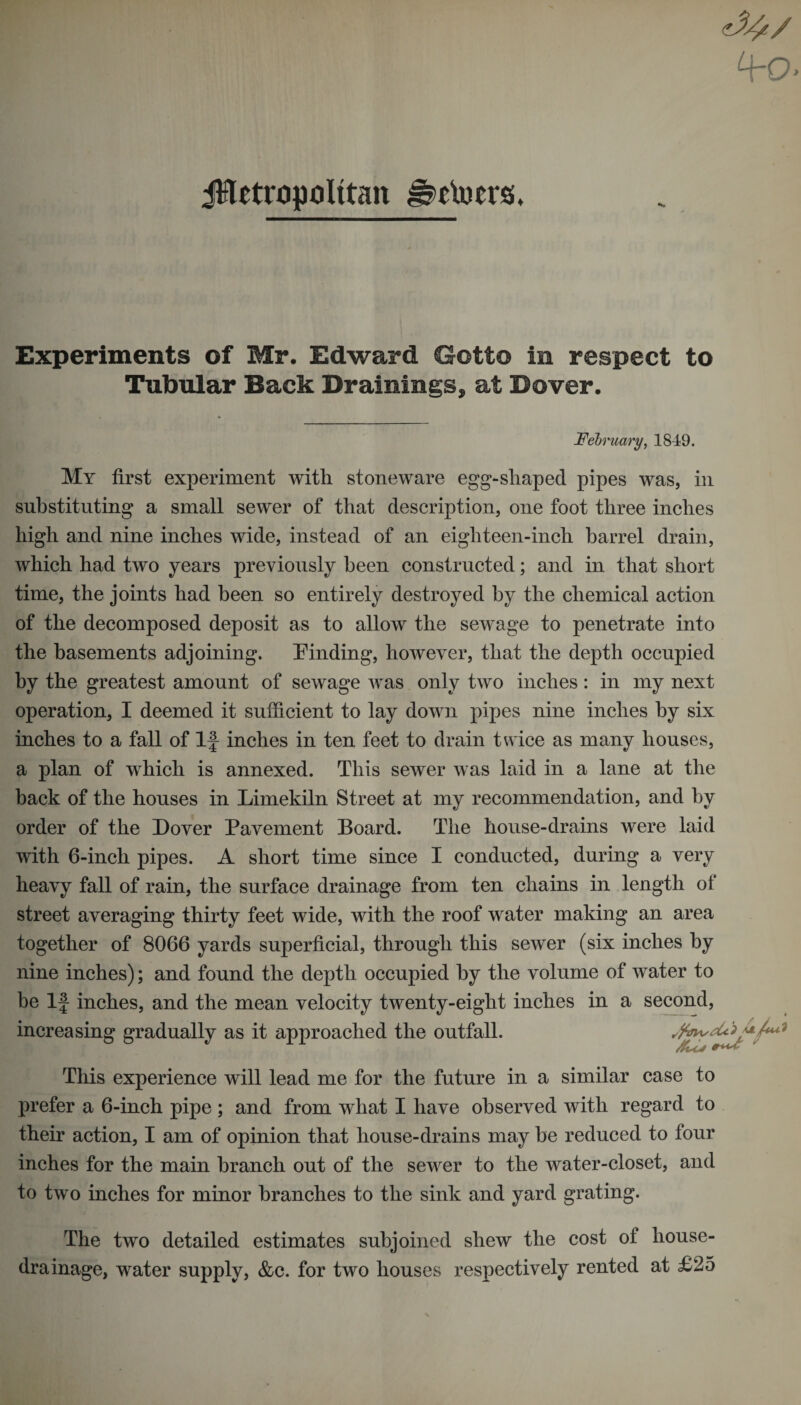 341
40.
Metropolitan Sewers.
Experiments of Mr. Edward Gotto in respect to
Tubular Back Drainings, at Dover.
February, 1849.
My first experiment with stoneware egg-shaped pipes was, in
substituting a small sewer of that description, one foot three inches
high and nine inches wide, instead of an eighteen-inch barrel drain,
which had two years previously been constructed; and in that short
time, the joints had been so entirely destroyed by the chemical action
of the decomposed deposit as to allow the sewage to penetrate into
the basements adjoining. Finding, however, that the depth occupied
by the greatest amount of sewage was only two inches: in my next
operation, I deemed it sufficient to lay down pipes nine inches by six
inches to a fall of 1¾ inches in ten feet to drain twice as many houses,
a plan of which is annexed. This sewer was laid in a lane at the
back of the houses in Limekiln Street at my recommendation, and by
order of the Dover Pavement Board. The house-drains were laid
with 6-inch pipes. A short time since I conducted, during a very
heavy fall of rain, the surface drainage from ten chains in length of
street averaging thirty feet wide, with the roof water making an area
together of 8066 yards superficial, through this sewer (six inches by
nine inches); and found the depth occupied by the volume of water to
be 1¾ inches, and the mean velocity twenty-eight inches in a second,
increasing gradually as it approached the outfall.
This experience will lead me for the future in a similar case to
prefer a 6-inch pipe; and from what I have observed with regard to
their action, I am of opinion that house-drains may be reduced to four
inches for the main branch out of the sewer to the water-closet, and
to two inches for minor branches to the sink and yard grating.
The two detailed estimates subjoined shew the cost of house-
drainage, water supply, &c. for two houses respectively rented at £25